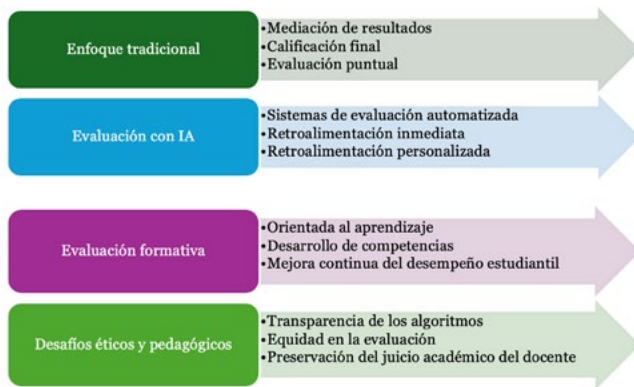 Enfoque tradicional
•Mediación de resultados
•Calificación final
•Evaluación puntual
Evaluación con IA
•Sistemas de evaluación automatizada
•Retroalimentación inmediata
•Retroalimentación personalizada
Evaluación formativa
•Orientada al aprendizaje
•Desarrollo de competencias
•Mejora continua del desempeño estudiantil
Desafíos éticos y pedagógicos
•Transparencia de los algoritmos
•Equidad en la evaluación
•Preservación del juicio académico del docente